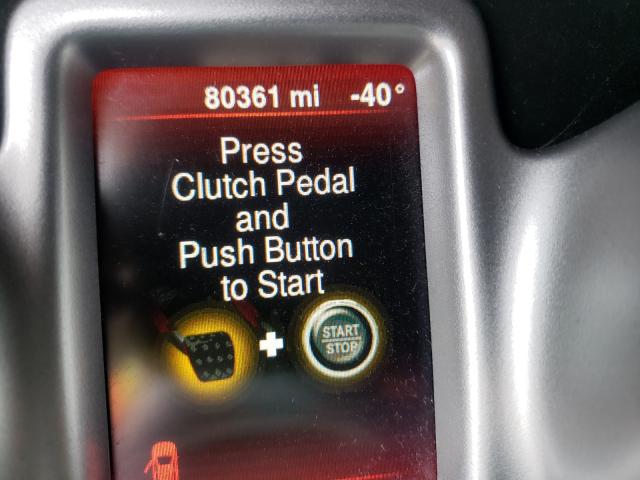 80361 mi -40°
Press
Clutch Pedal
and
Push Button
to Start
START
STOP